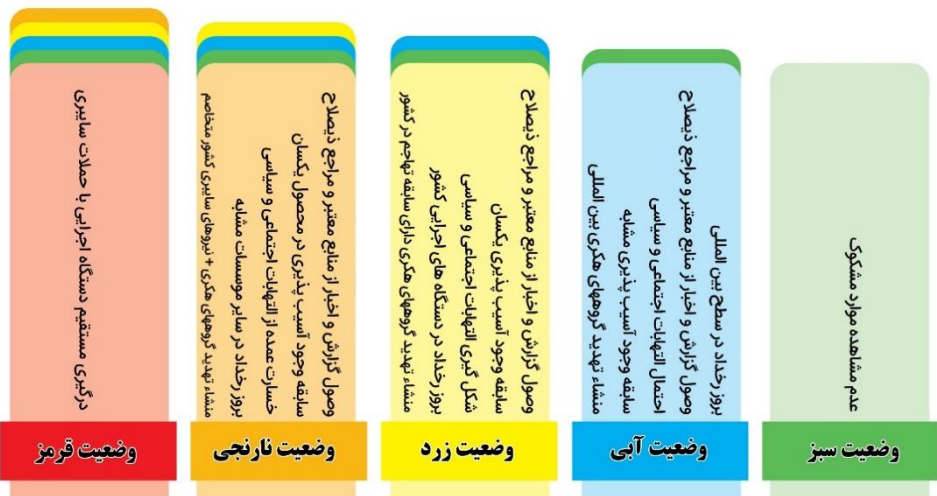 عدم مشاهده موارد مشکوک
وضعیت سبز
بروز رخداد در سطح بین المللی
وصول گزارش و اخبار از منابع معتبر و مراجع ذیصلاح
احتمال التهابات اجتماعی و سیاسی
سابقه وجود آسیب پذیری مشابه
منشاء تهدید گروههای هکری بین المللی
وضعیت آبی
وصول گزارش و اخبار از منابع معتبر و مراجع ذیصلاح
سابقه وجود آسیب پذیری یکسان
شکل گیری التهابات اجتماعی و سیاسی
بروز رخداد در دستگاه های اجرایی کشور
منشاء تهدید گروههای هکری دارای سابقه تهاجم در کشور
وضعیت زرد
وصول گزارش و اخبار از منابع معتبر و مراجع ذیصلاح
سابقه وجود آسیب پذیری در محصول یکسان
خسارت عمده از التهابات اجتماعی و سیاسی
بروز رخداد در سایر موسسات مشابه
منشاء تهدید گروههای هکری + نیروهای سایبری کشور متخاصم
وضعیت نارنجی
درگیری مستقیم دستگاه اجرایی با حملات سایبری
وضعیت قرمز